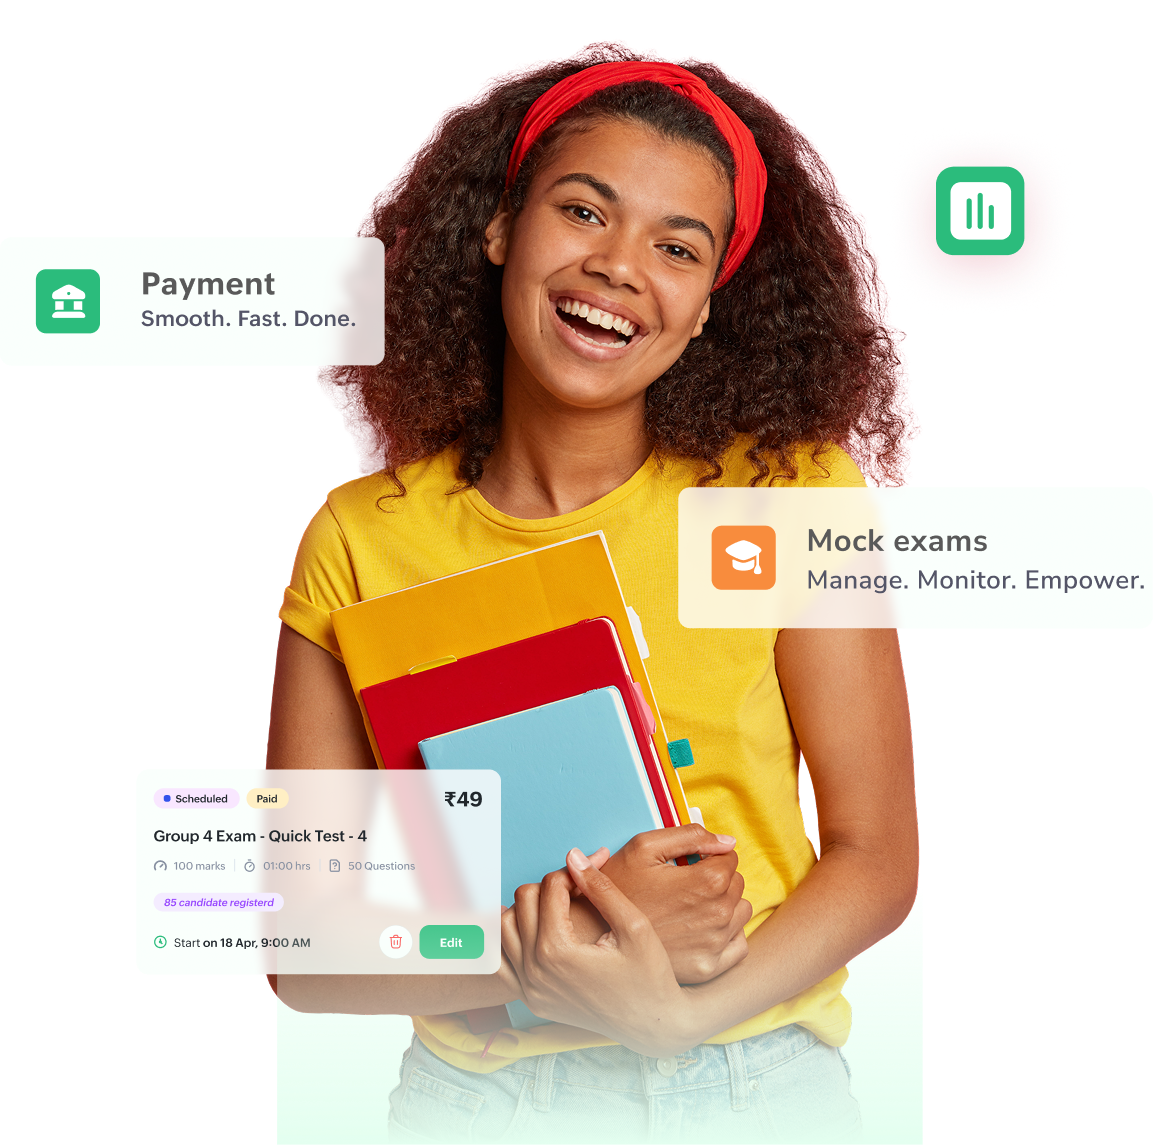 Payment
Smooth. Fast. Done.
Mock exams
Manage. Monitor. Empower.
Scheduled Paid ₹49
Group 4 Exam - Quick Test - 4
100 marks 01:00 hrs 50 Questions
85 candidate registerd
Start on 18 Apr, 9:00 AM Edit